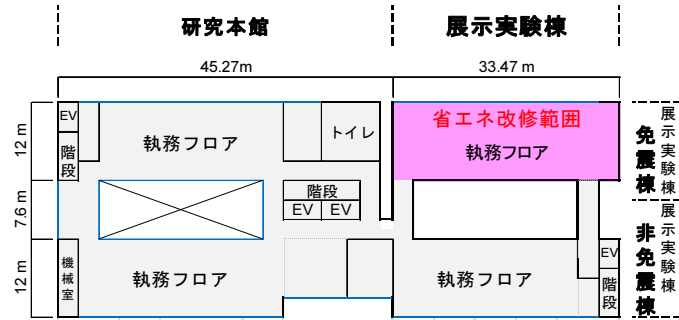 研究本館
展示実験棟
45.27m
33.47 m
EV
階段
執務フロア
トイレ
省エネ改修範囲
執務フロア
12 m
展示実験棟
免震棟
7.6 m
階段
EV
EV
12 m
機械室
執務フロア
執務フロア
EV
階段
展示実験棟
非免震棟